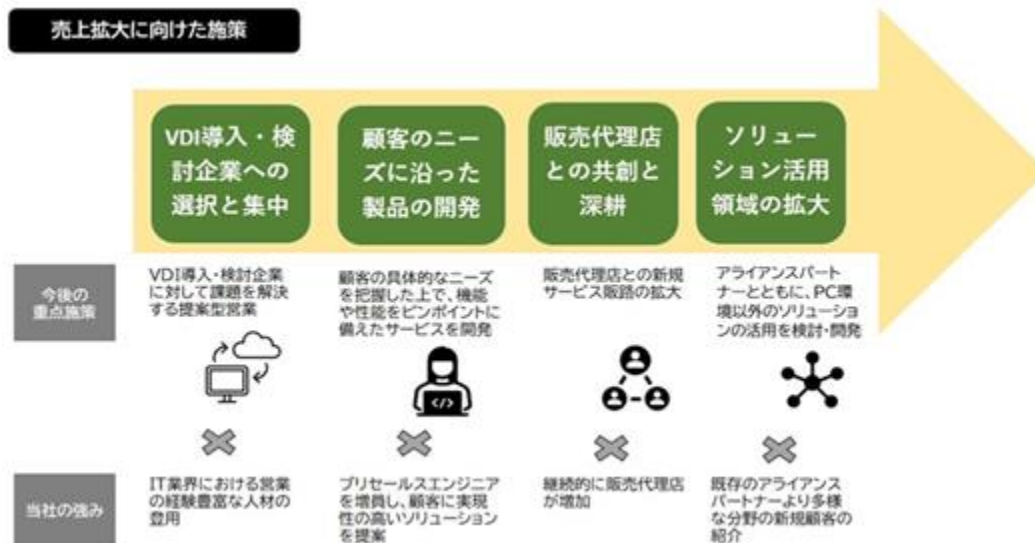 売上拡大に向けた施策
VDI導入・検
討企業への
選択と集中
顧客のニー
ズに沿った
製品の開発
販売代理店
との共創と
深耕
ソリュー
ション活用
領域の拡大
今後の
重点施策
VDI導入・検討企業
に対して課題を解決
する提案型営業
顧客の具体的なニーズ
を把握した上で、機能
や性能をピンポイントに
備えたサービスを開発
販売代理店との新規
サービス販路の拡大
アライアンスパート
ナーとともに、PC環
境以外のソリューショ
ンの活用を検討・開発
</>
当社の強み
IT業界における営業
の経験豊富な人材の
登用
プリセールスエンジニア
を増員し、顧客に実現
性の高いソリューション
を提案
継続的に販売代理店
が増加
既存のアライアンス
パートナーより多様
な分野の新規顧客の
紹介